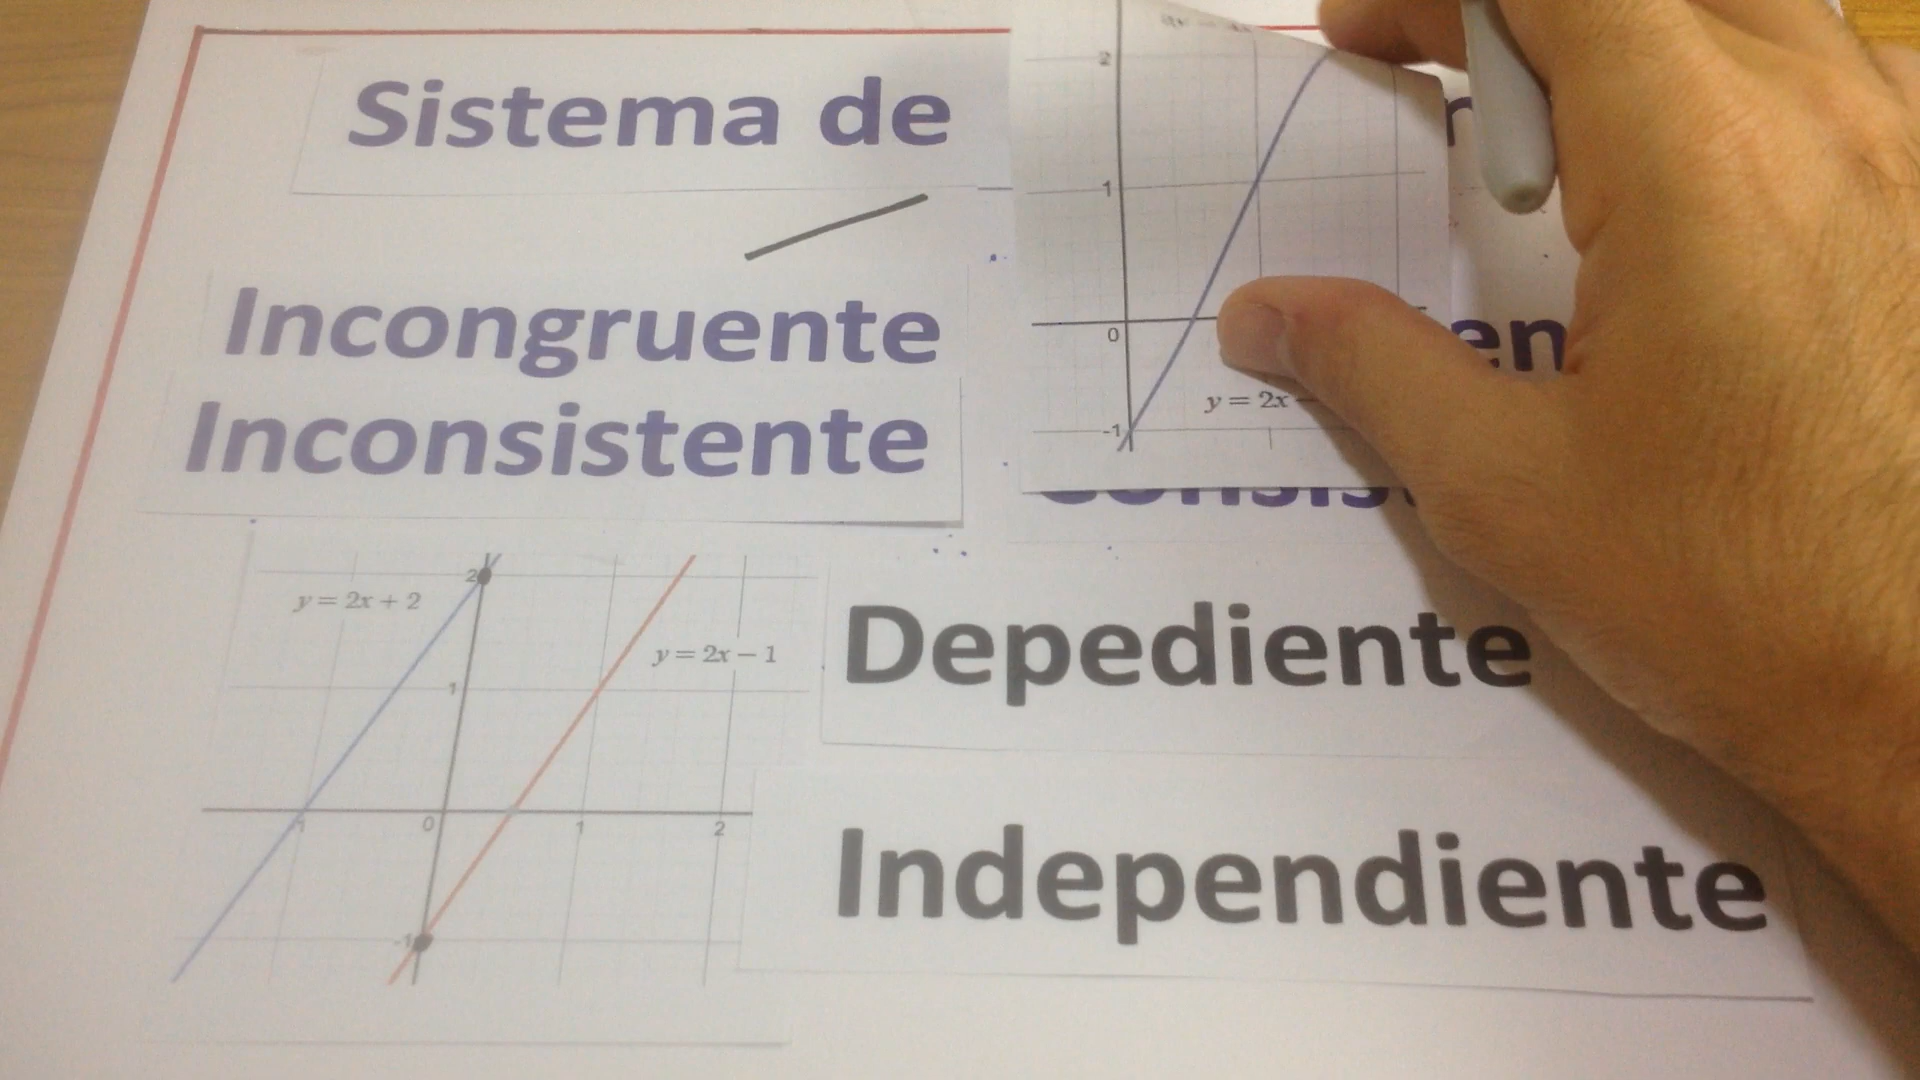 Sistema de
Incongruente
Inconsistente
2
1
0
-1
y = 2x
y = 2x + 2
y = 2x − 1
2
1
0
1
2
-1
Depediente
Independiente